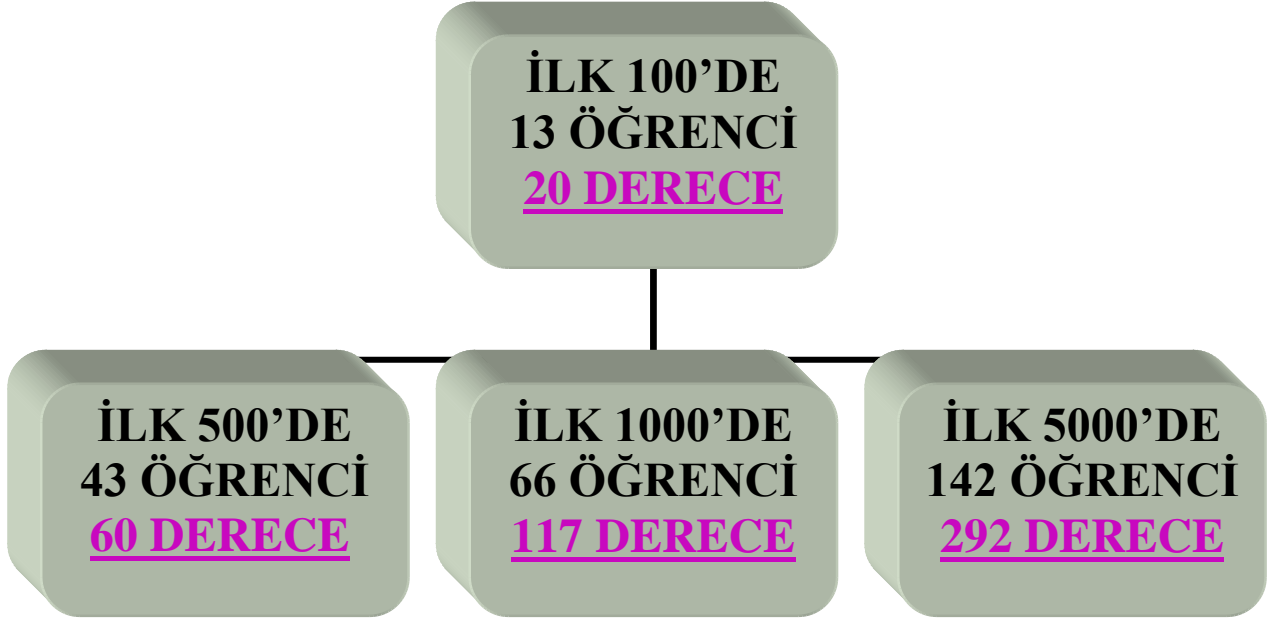 İLK 100’DE
13 ÖĞRENCİ
20 DERECE
İLK 500’DE
43 ÖĞRENCİ
60 DERECE
İLK 1000’DE
66 ÖĞRENCİ
117 DERECE
İLK 5000’DE
142 ÖĞRENCİ
292 DERECE